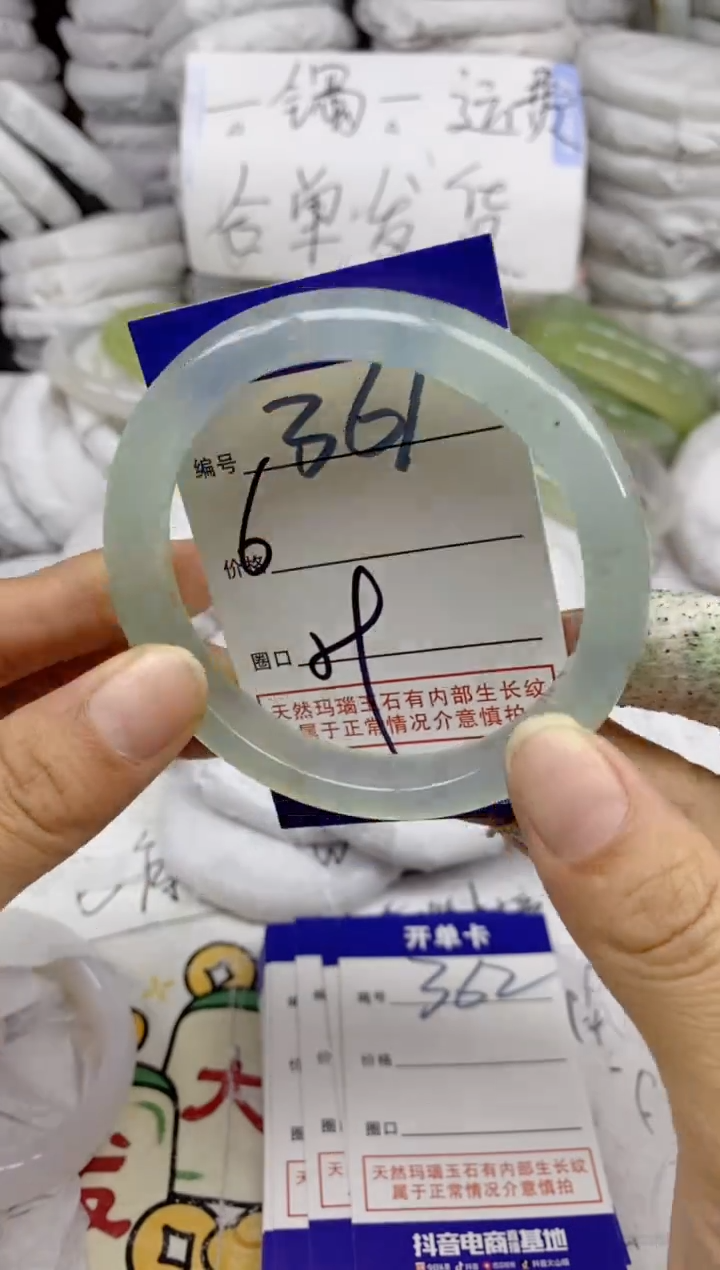 一镯一运费
合单发货
编号 361
价格 6
圈口
天然玛瑙玉石有内部生长纹
属于正常情况介意慎拍
开单卡
编号 362
价格
圈口
天然玛瑙玉石有内部生长纹
属于正常情况介意慎拍
抖音电商直播基地
大